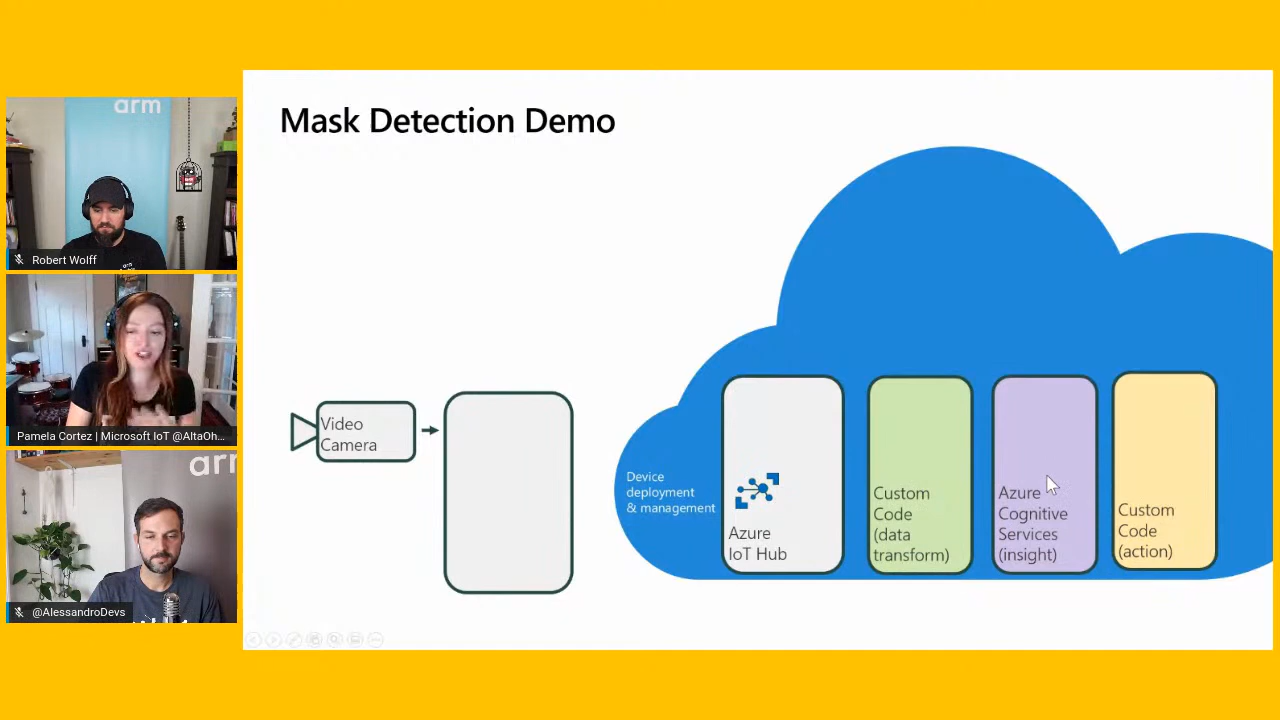 arm
Robert Wolff
Pamela Cortez | Microsoft IoT @AltaOh...
ar
@AlessandroDevs
Mask Detection Demo
Video
Camera
Device
deployment
& management
Azure
IoT Hub
Custom
Code
(data
transform)
Azure
Cognitive
Services
(insight)
Custom
Code
(action)